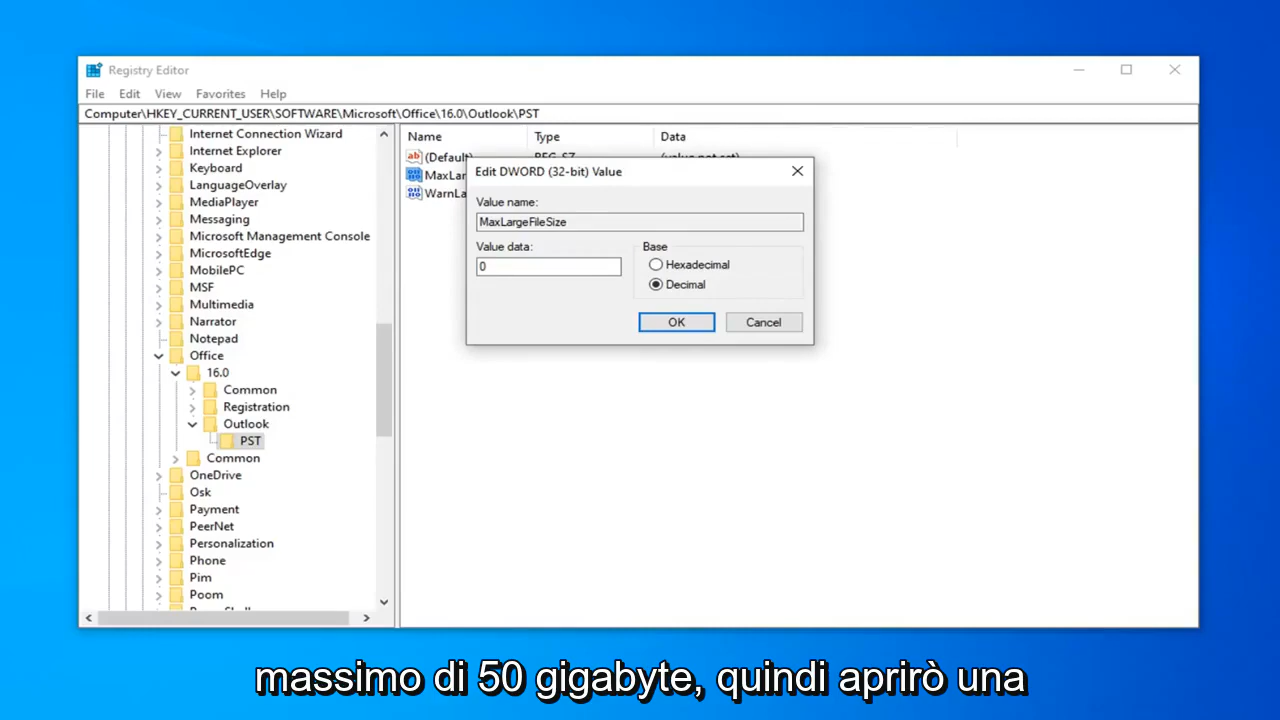 Registry Editor
File Edit View Favorites Help
Computer\HKEY_CURRENT_USER\SOFTWARE\Microsoft\Office\16.0\Outlook\PST
Internet Connection Wizard
Internet Explorer
Keyboard
LanguageOverlay
MediaPlayer
Messaging
Microsoft Management Console
MicrosoftEdge
MobilePC
MSF
Multimedia
Narrator
Notepad
Office
16.0
Common
Registration
Outlook
PST
Common
OneDrive
Osk
Payment
PeerNet
Personalization
Phone
Pim
Poom
Name Type Data
ab (Default)
MaxLar
WarnLa
Edit DWORD (32-bit) Value
Value name:
MaxLargeFileSize
Value data:
0
Base
Hexadecimal
Decimal
OK Cancel
massimo di 50 gigabyte, quindi aprirò una